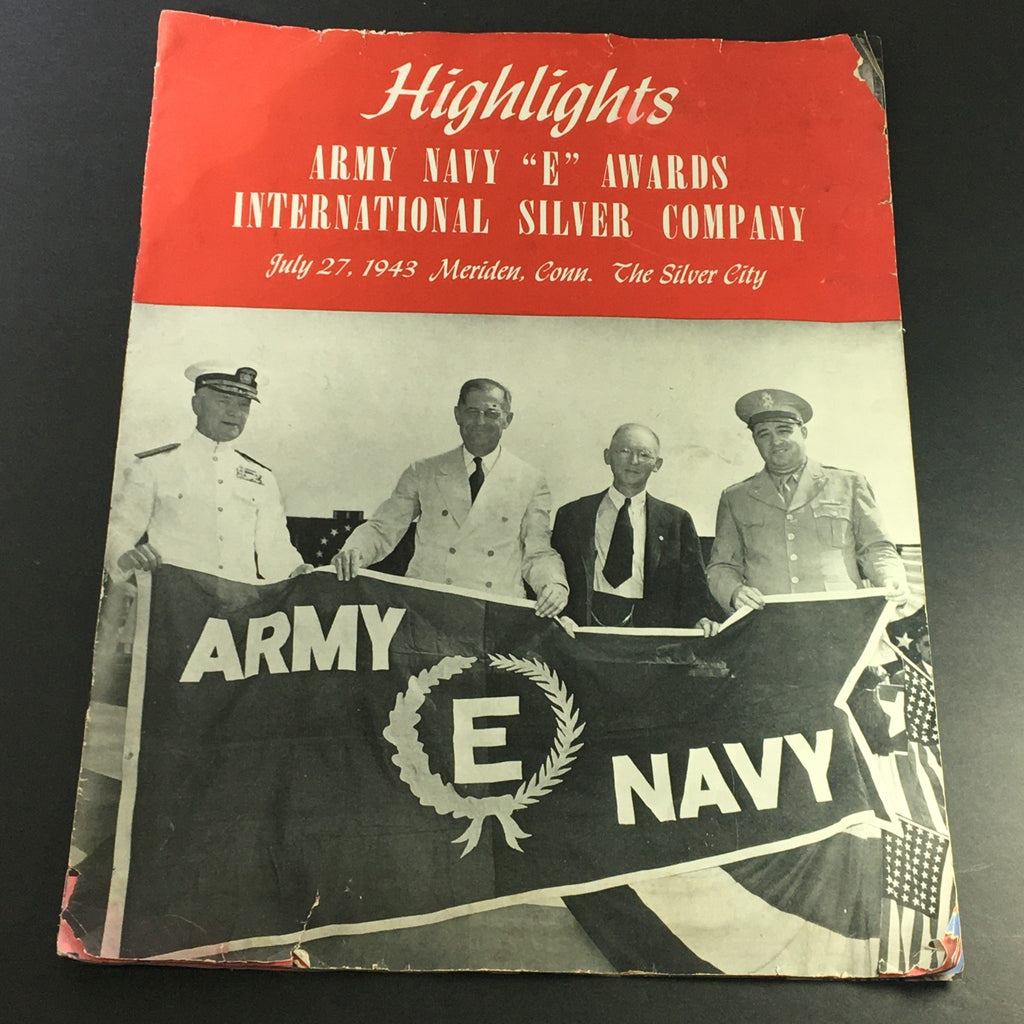 Highlights
ARMY NAVY “E” AWARDS
INTERNATIONAL SILVER COMPANY
July 27, 1943 Meriden, Conn. The Silver City
ARMY
E
NAVY